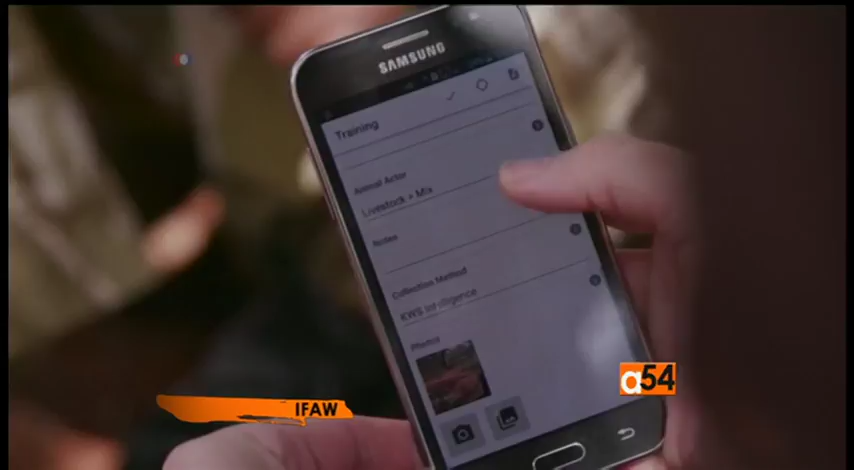 SAMSUNG
Training
Animal Actor
Livestock > Mix
Notes
Collection Method
KWS Intelligence
Photos
a54
IFAW